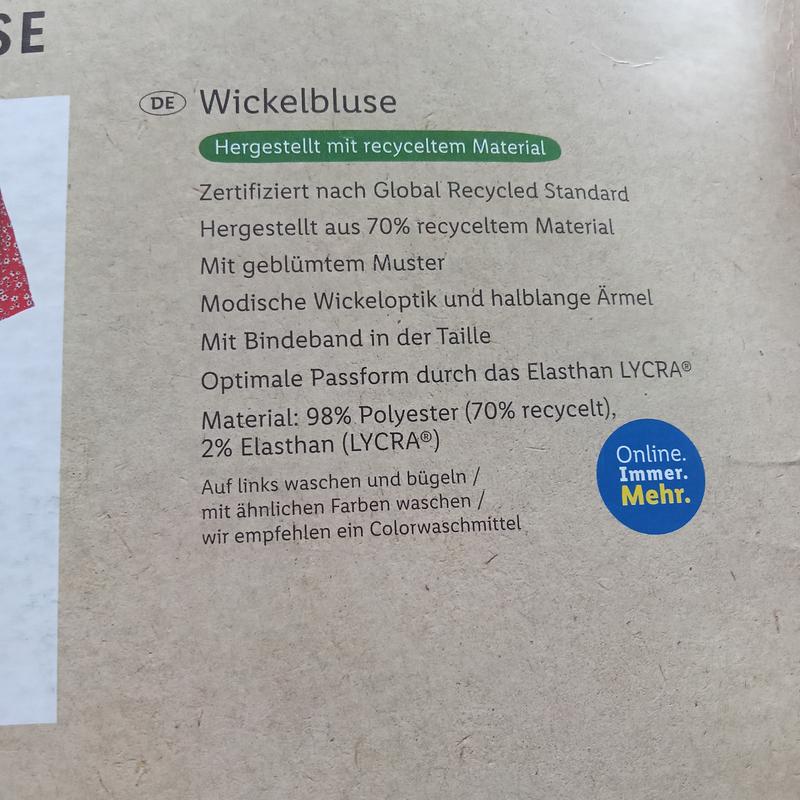 SE
DE Wickelbluse
Hergestellt mit recyceltem Material
Zertifiziert nach Global Recycled Standard
Hergestellt aus 70% recyceltem Material
Mit geblümtem Muster
Modische Wickeloptik und halblange Ärmel
Mit Bindeband in der Taille
Optimale Passform durch das Elasthan LYCRA®
Material: 98% Polyester (70% recycelt),
2% Elasthan (LYCRA®)
Auf links waschen und bügeln /
mit ähnlichen Farben waschen /
wir empfehlen ein Colorwaschmittel
Online.
Immer.
Mehr.